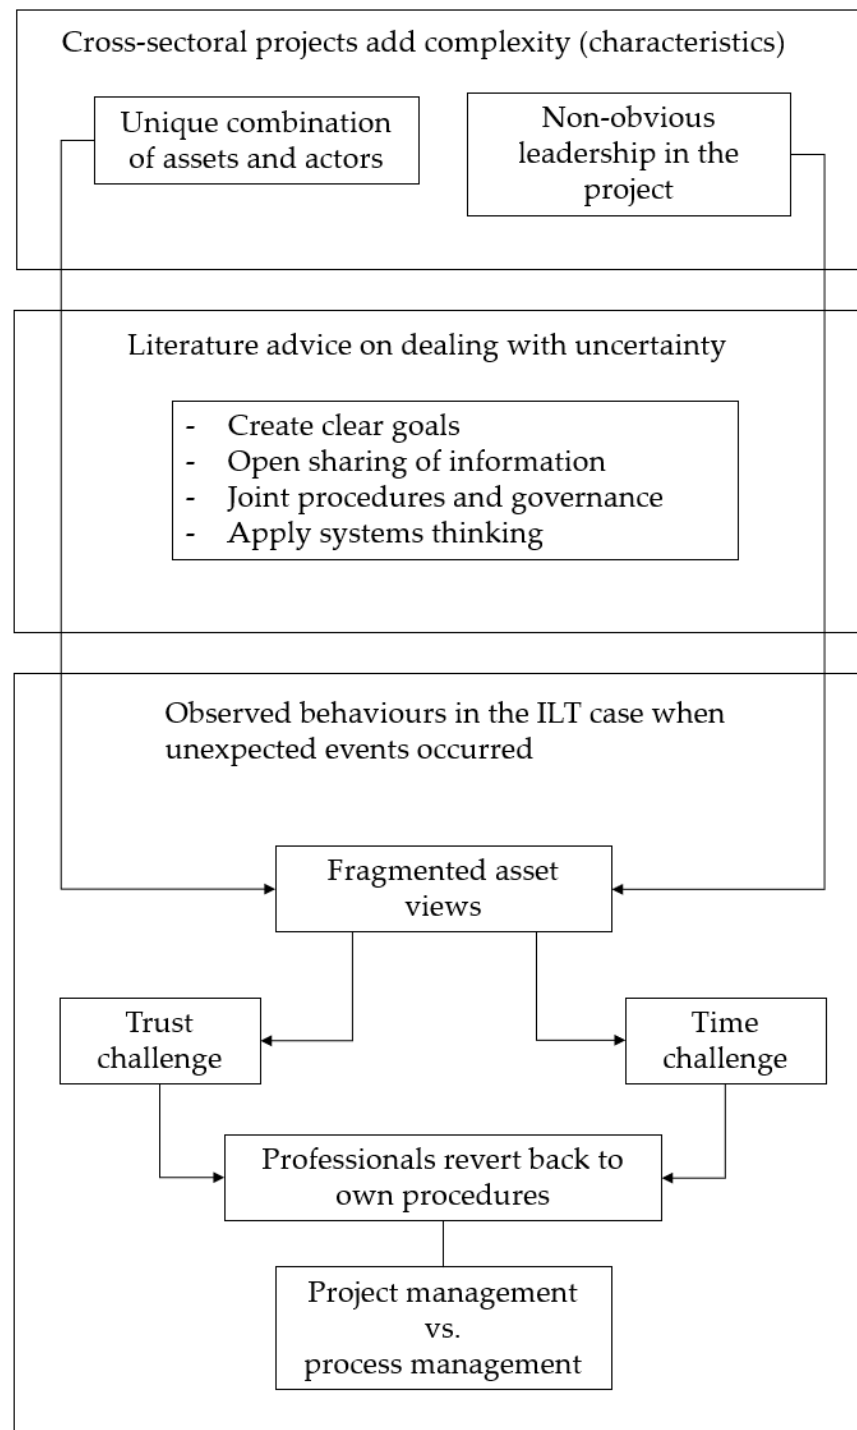 Cross-sectoral projects add complexity (characteristics)
Unique combination
of assets and actors
Non-obvious
leadership in the
project
Literature advice on dealing with uncertainty
- Create clear goals
- Open sharing of information
- Joint procedures and governance
- Apply systems thinking
Observed behaviours in the ILT case when
unexpected events occurred
Fragmented asset
views
Trust
challenge
Time
challenge
Professionals revert back to
own procedures
Project management
vs.
process management